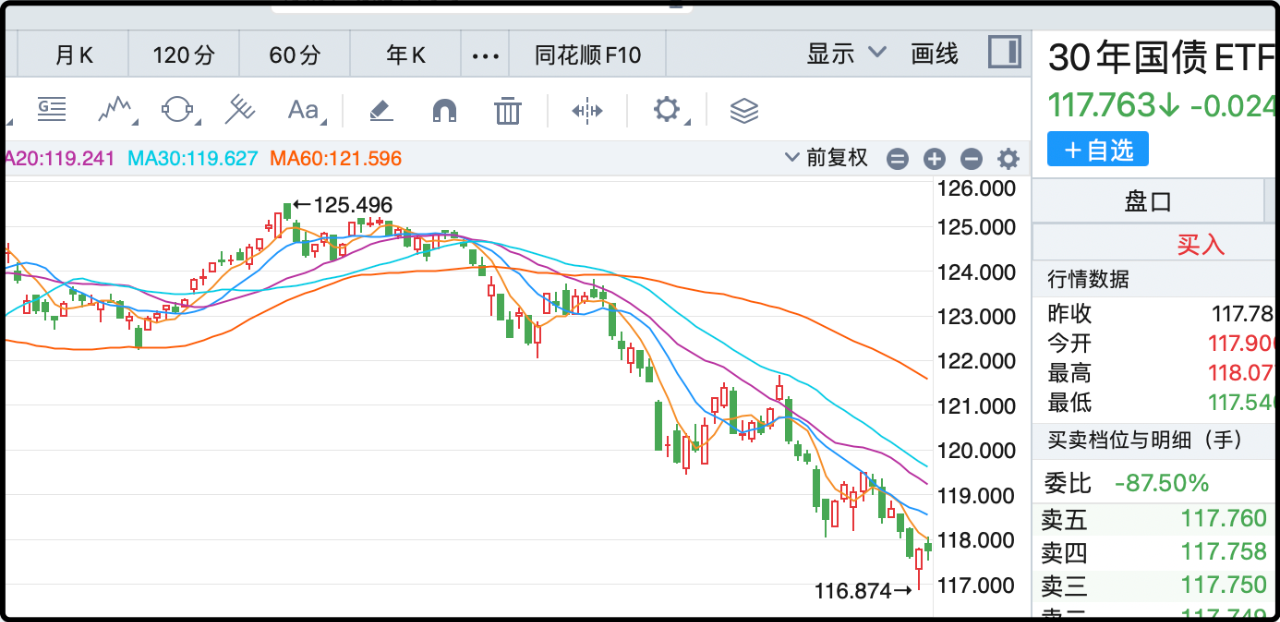 月K 120分 60分 年K ... 同花顺F10 显示 画线
Aa
A20:119.241 MA30:119.627 MA60:121.596 前复权
126.000
←125.496
125.000
124.000
123.000
122.000
121.000
120.000
119.000
118.000
117.000
116.874→
30年国债ETF
117.763↓ -0.024
+自选
盘口
买入
行情数据
昨收 117.78
今开 117.90
最高 118.07
最低 117.54
买卖档位与明细（手）
委比 -87.50%
卖五 117.760
卖四 117.758
卖三 117.750
117.749